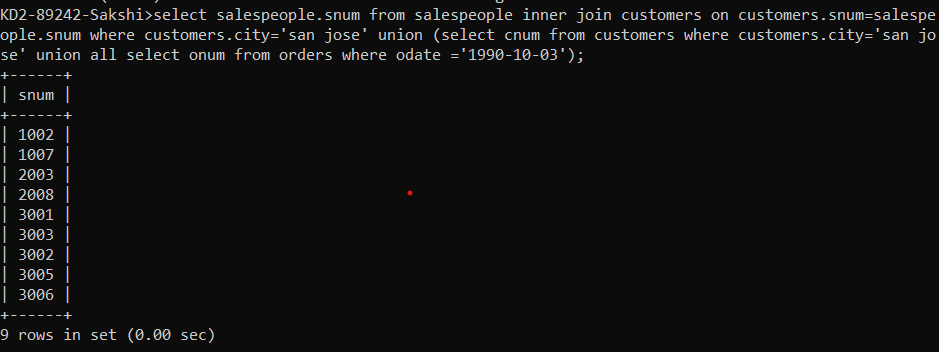 KD2-89242-Sakshi>select salespeople.snum from salespeople inner join customers on customers.snum=salespe
ople.snum where customers.city='san jose' union (select cnum from customers where customers.city='san jo
se' union all select onum from orders where odate ='1990-10-03');
+------+
| snum |
+------+
| 1002 |
| 1007 |
| 2003 |
| 2008 |
| 3001 |
| 3003 |
| 3002 |
| 3005 |
| 3006 |
+------+
9 rows in set (0.00 sec)